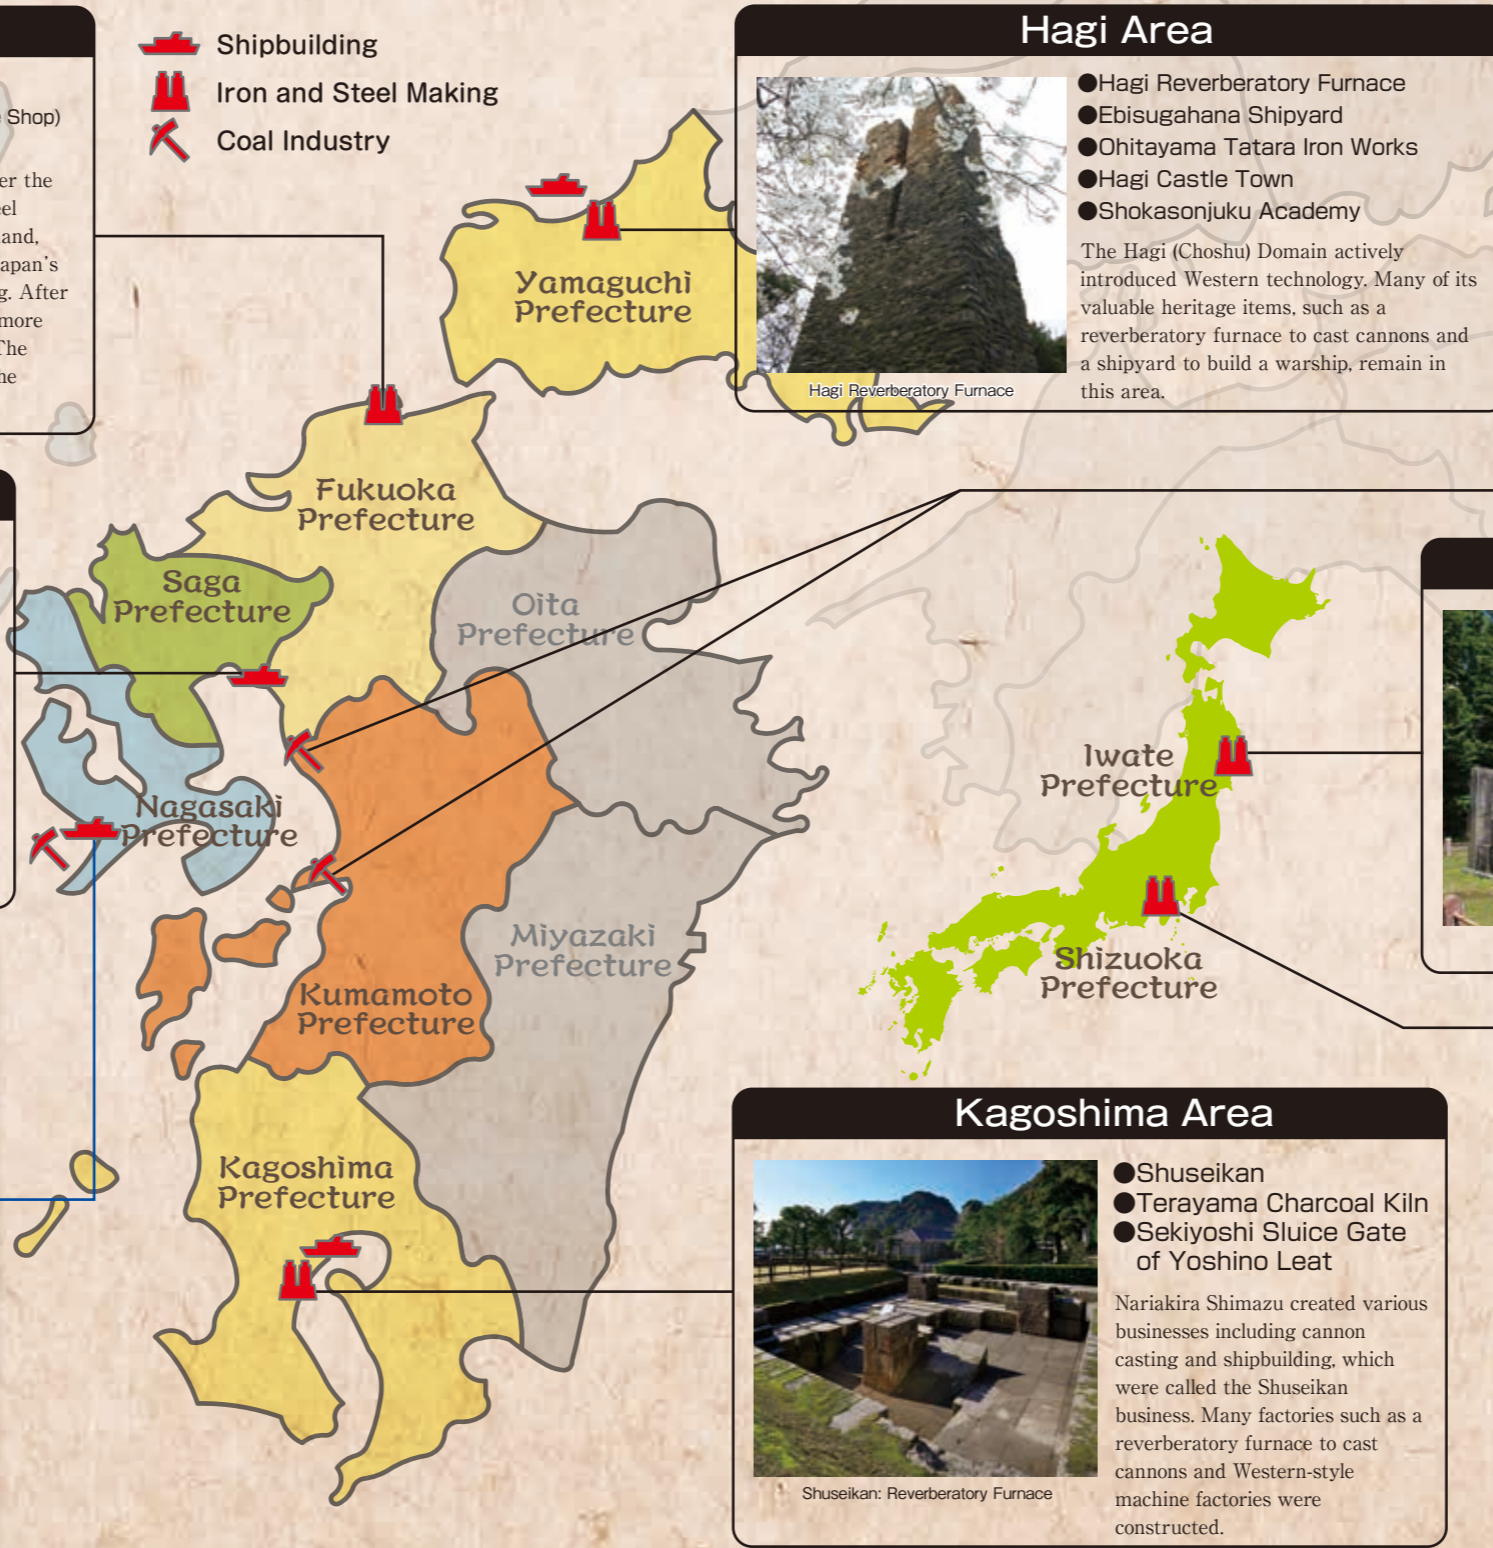 Shipbuilding
Iron and Steel Making
Coal Industry
Shop)
er the
eel
land,
apan's
g. After
more
The
he
Hagi Area
●Hagi Reverberatory Furnace
●Ebisugahana Shipyard
●Ohitayama Tatara Iron Works
●Hagi Castle Town
●Shokasonjuku Academy
The Hagi (Choshu) Domain actively
introduced Western technology. Many of its
valuable heritage items, such as a
reverberatory furnace to cast cannons and
a shipyard to build a warship, remain in
this area.
Hagi Reverberatory Furnace
Yamaguchi
Prefecture
Fukuoka
Prefecture
Saga
Prefecture
Oita
Prefecture
Nagasaki
Prefecture
Kumamoto
Prefecture
Miyazaki
Prefecture
Kagoshima
Prefecture
Iwate
Prefecture
Shizuoka
Prefecture
Kagoshima Area
●Shuseikan
●Terayama Charcoal Kiln
●Sekiyoshi Sluice Gate
of Yoshino Leat
Nariakira Shimazu created various
businesses including cannon
casting and shipbuilding, which
were called the Shuseikan
business. Many factories such as a
reverberatory furnace to cast
cannons and Western-style
machine factories were
constructed.
Shuseikan: Reverberatory Furnace